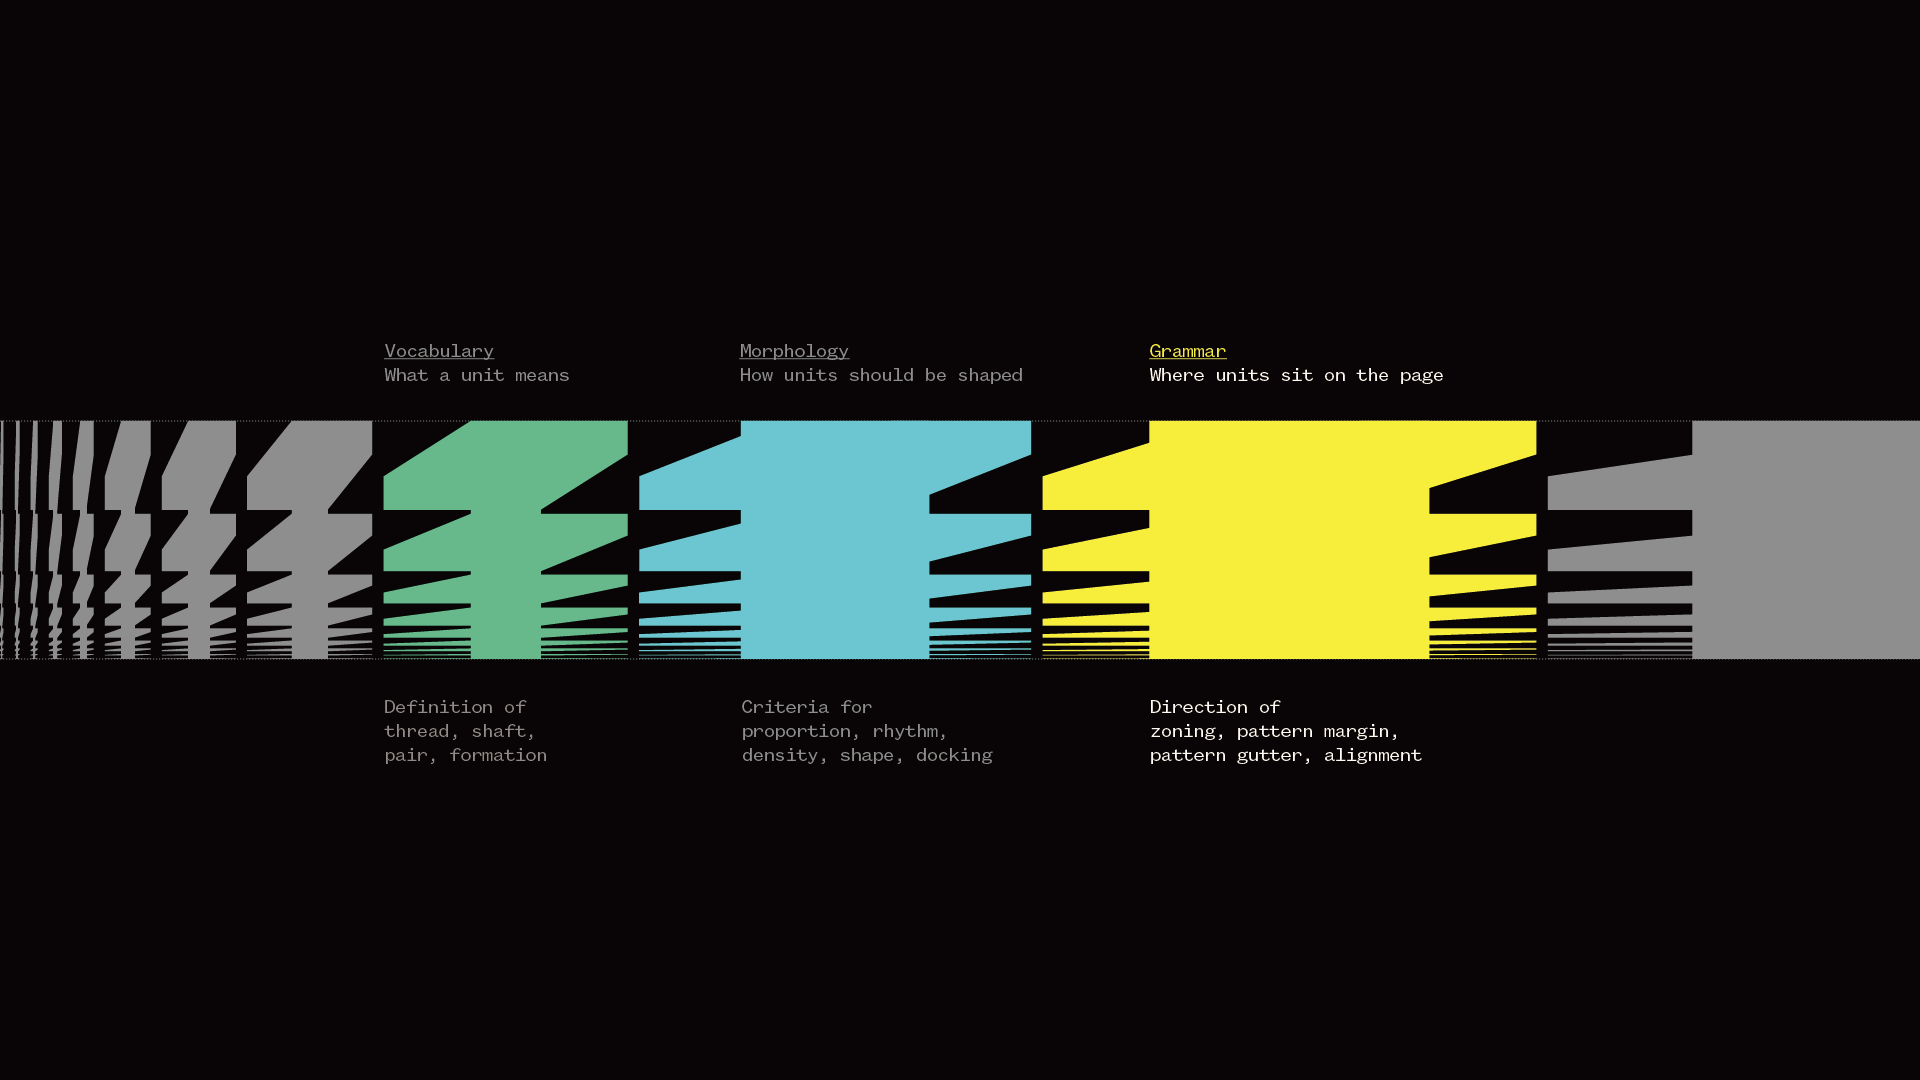 Vocabulary
What a unit means
Morphology
How units should be shaped
Grammar
Where units sit on the page
Definition of
thread, shaft,
pair, formation
Criteria for
proportion, rhythm,
density, shape, docking
Direction of
zoning, pattern margin,
pattern gutter, alignment